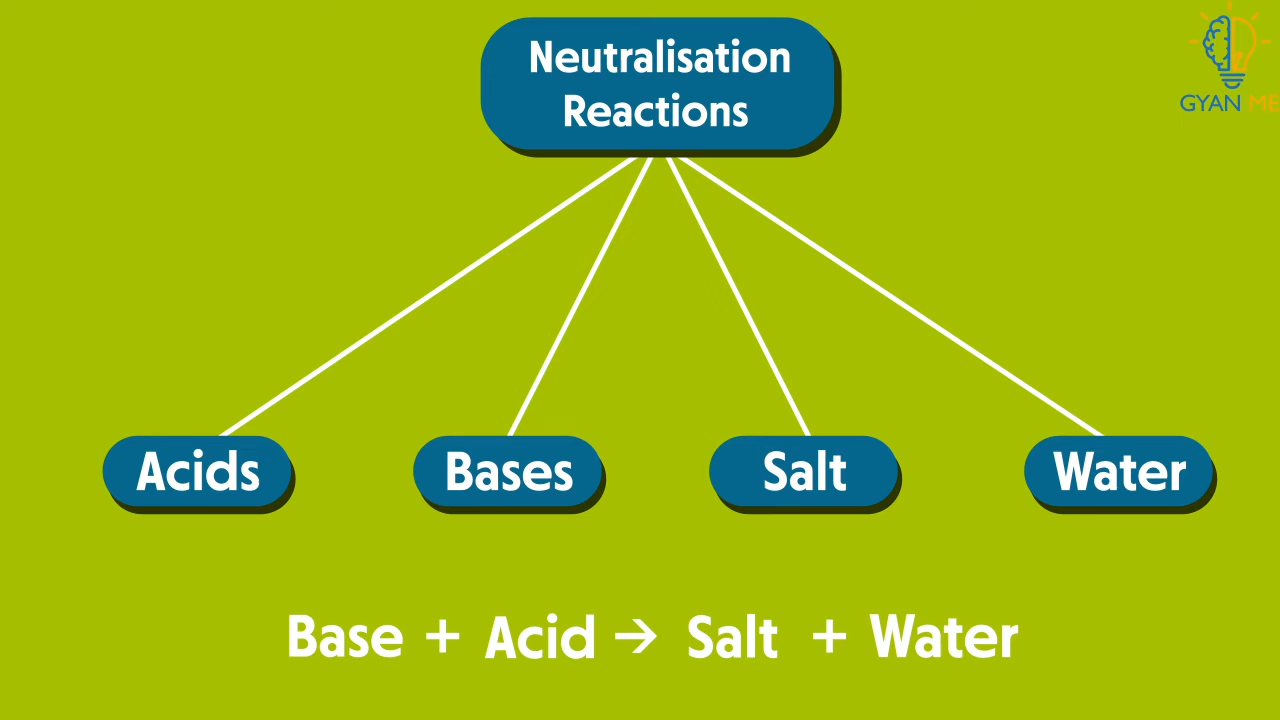 Neutralisation
Reactions
GYAN ME
Acids
Bases
Salt
Water
Base + Acid → Salt + Water